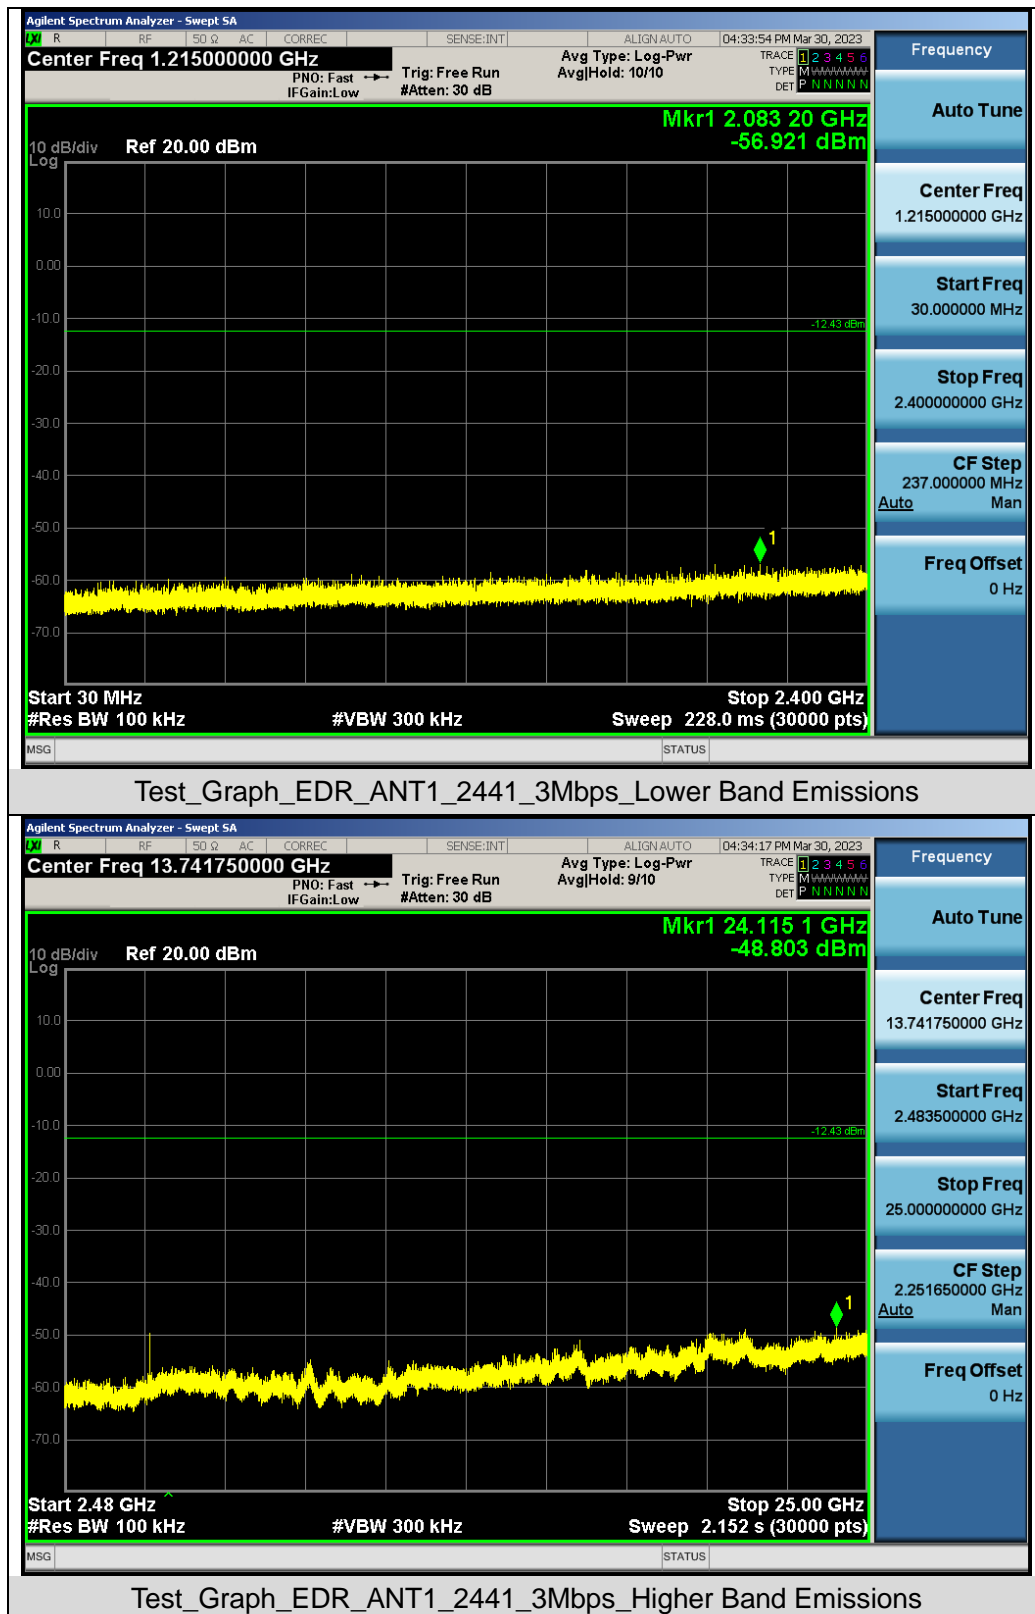 Agilent Spectrum Analyzer - Swept SA
LXI R RF 50 Ω AC CORREC SENSE:INT ALIGN AUTO 04:33:54 PM Mar 30, 2023
Center Freq 1.215000000 GHz
PNO: Fast
IFGain:Low
Trig: Free Run
#Atten: 30 dB
Avg Type: Log-Pwr
Avg|Hold: 10/10
TRACE 1 2 3 4 5 6
TYPE M WWWWW
DET P N N N N N
Mkr1 2.083 20 GHz
-56.921 dBm
10 dB/div Ref 20.00 dBm
Log
10.0
0.00
-10.0
-12.43 dBm
-20.0
-30.0
-40.0
-50.0
1
-60.0
-70.0
Start 30 MHz Stop 2.400 GHz
#Res BW 100 kHz #VBW 300 kHz Sweep 228.0 ms (30000 pts)
MSG STATUS
Frequency
Auto Tune
Center Freq
1.215000000 GHz
Start Freq
30.000000 MHz
Stop Freq
2.400000000 GHz
CF Step
237.000000 MHz
Auto Man
Freq Offset
0 Hz
Test_Graph_EDR_ANT1_2441_3Mbps_Lower Band Emissions
Agilent Spectrum Analyzer - Swept SA
LXI R RF 50 Ω AC CORREC SENSE:INT ALIGN AUTO 04:34:17 PM Mar 30, 2023
Center Freq 13.741750000 GHz
PNO: Fast
IFGain:Low
Trig: Free Run
#Atten: 30 dB
Avg Type: Log-Pwr
Avg|Hold: 9/10
TRACE 1 2 3 4 5 6
TYPE M WWWWW
DET P N N N N N
Mkr1 24.115 1 GHz
-48.803 dBm
10 dB/div Ref 20.00 dBm
Log
10.0
0.00
-10.0
-12.43 dBm
-20.0
-30.0
-40.0
1
-50.0
-60.0
-70.0
Start 2.48 GHz Stop 25.00 GHz
#Res BW 100 kHz #VBW 300 kHz Sweep 2.152 s (30000 pts)
MSG STATUS
Frequency
Auto Tune
Center Freq
13.741750000 GHz
Start Freq
2.483500000 GHz
Stop Freq
25.000000000 GHz
CF Step
2.251650000 GHz
Auto Man
Freq Offset
0 Hz
Test_Graph_EDR_ANT1_2441_3Mbps_Higher Band Emissions